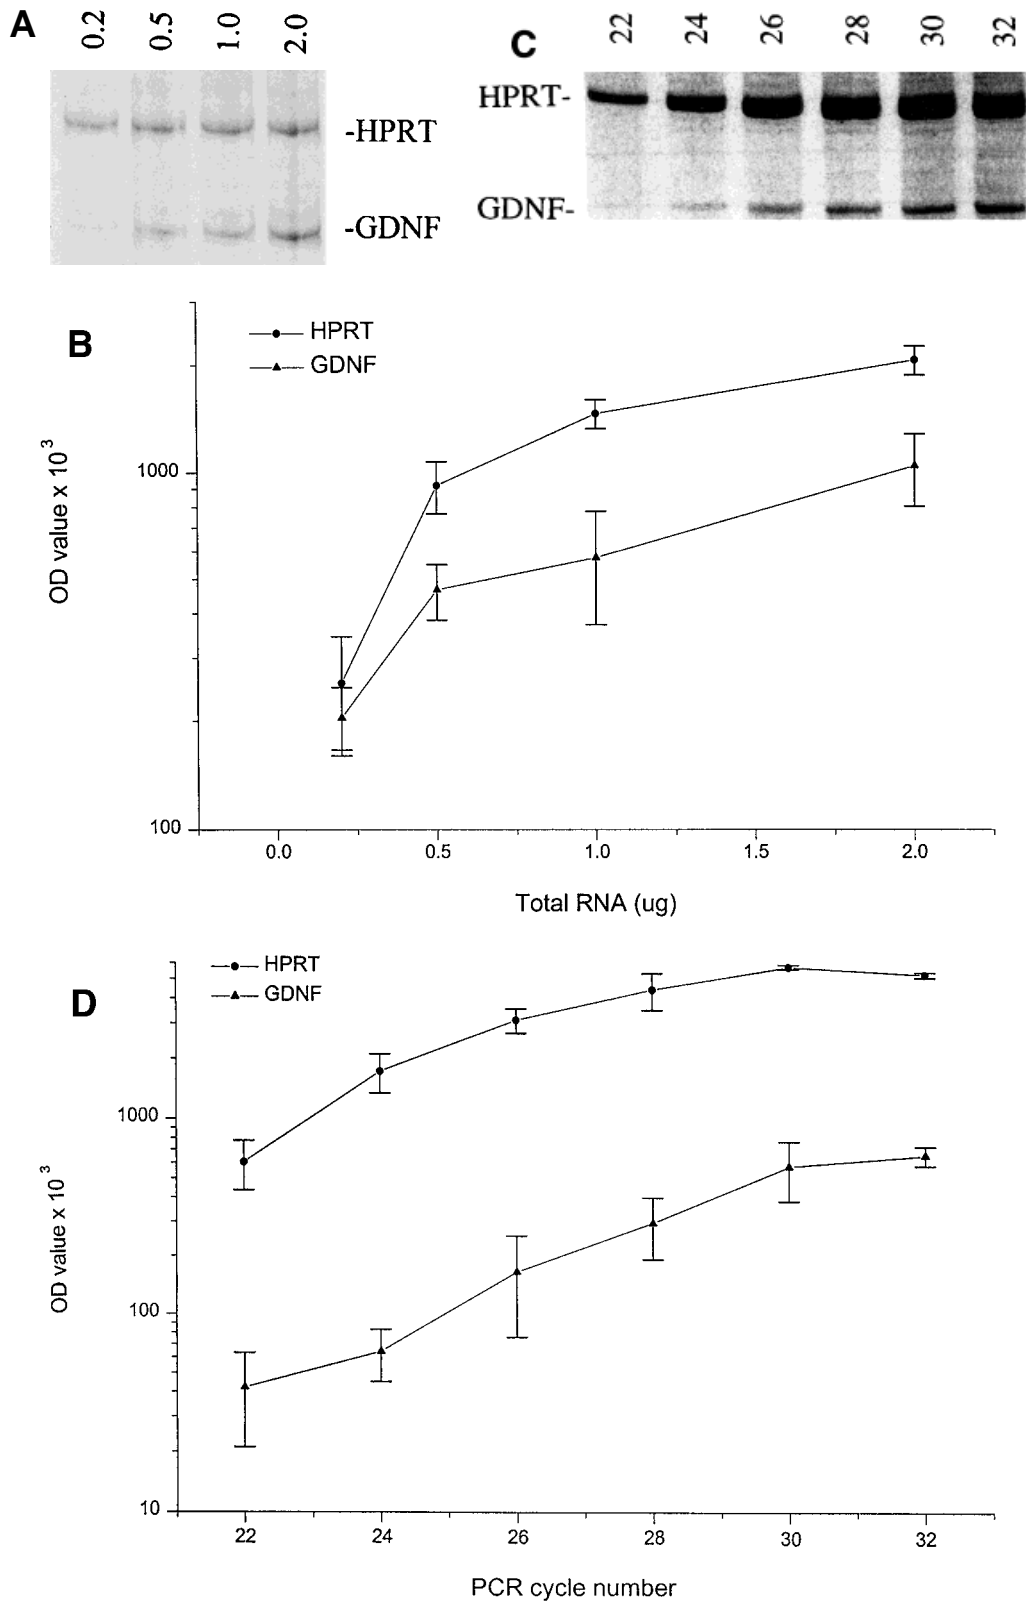 A
0.2
0.5
1.0
2.0
-HPRT
-GDNF
C
22
24
26
28
30
32
HPRT-
GDNF-
B
HPRT
GDNF
OD value x 10³
1000
100
0.0
0.5
1.0
1.5
2.0
Total RNA (ug)
D
HPRT
GDNF
OD value x 10³
1000
100
10
22
24
26
28
30
32
PCR cycle number